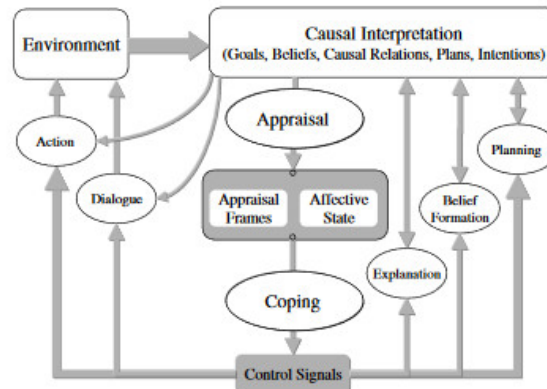 Environment
Causal Interpretation
(Goals, Beliefs, Causal Relations, Plans, Intentions)
Action
Appraisal
Planning
Dialogue
Appraisal
Frames
Affective
State
Belief
Formation
Explanation
Coping
Control Signals